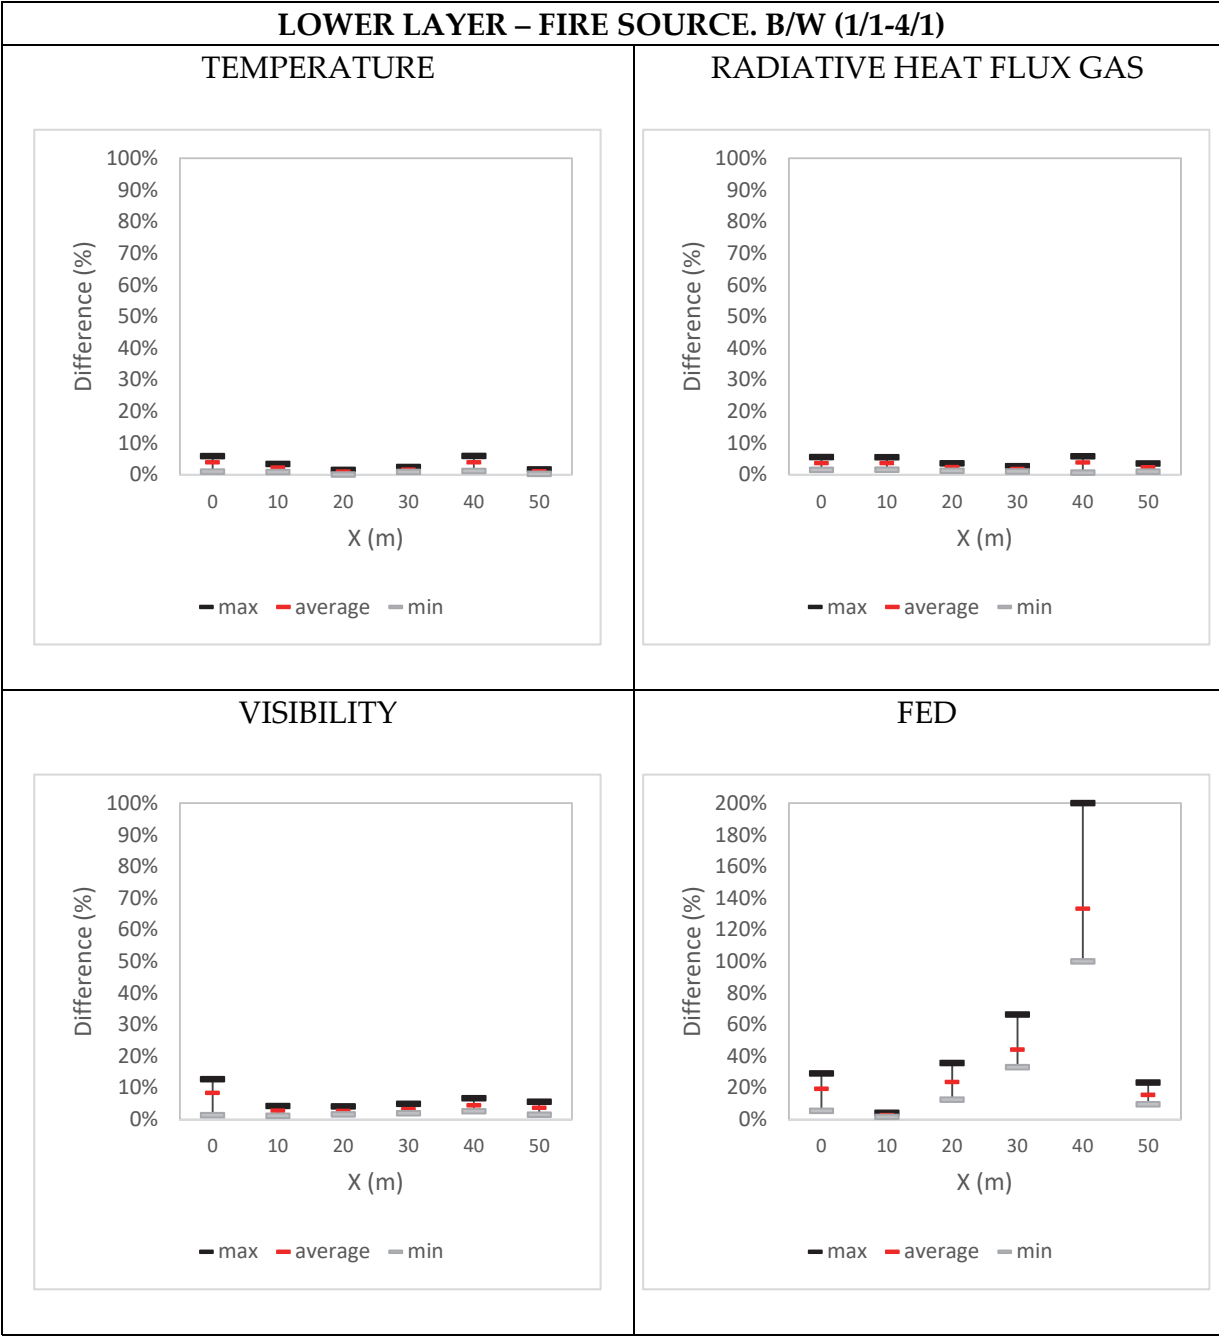 LOWER LAYER – FIRE SOURCE. B/W (1/1-4/1)
TEMPERATURE
Difference (%)
100%
90%
80%
70%
60%
50%
40%
30%
20%
10%
0%
0 10 20 30 40 50
X (m)
max average min
RADIATIVE HEAT FLUX GAS
Difference (%)
100%
90%
80%
70%
60%
50%
40%
30%
20%
10%
0%
0 10 20 30 40 50
X (m)
max average min
VISIBILITY
Difference (%)
100%
90%
80%
70%
60%
50%
40%
30%
20%
10%
0%
0 10 20 30 40 50
X (m)
max average min
FED
Difference (%)
200%
180%
160%
140%
120%
100%
80%
60%
40%
20%
0%
0 10 20 30 40 50
X (m)
max average min